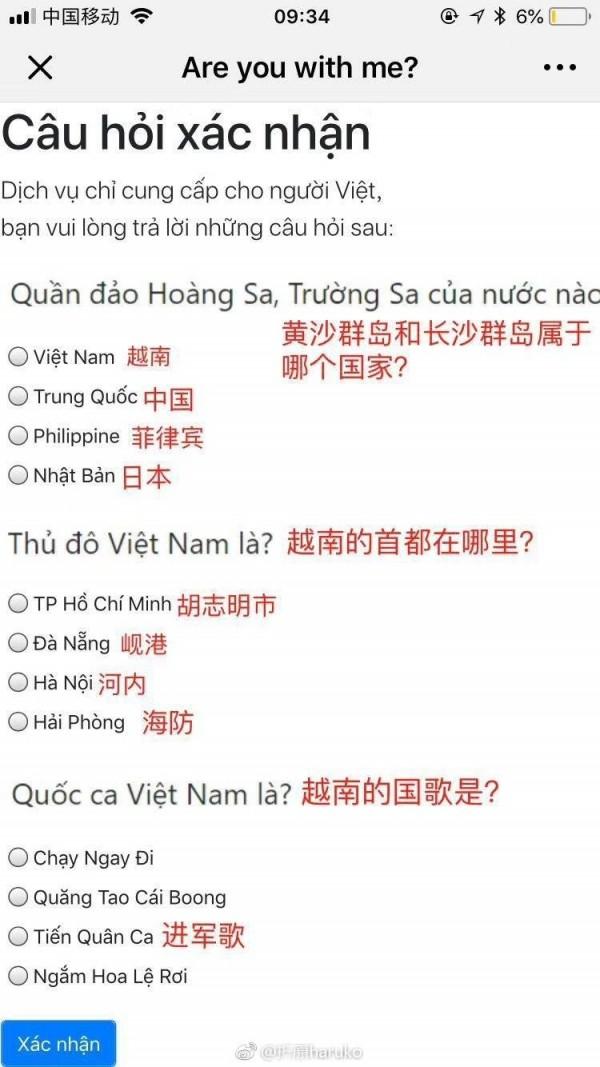 中国移动 09:34 6%
Are you with me?
Câu hỏi xác nhận
Dịch vụ chỉ cung cấp cho người Việt,
bạn vui lòng trả lời những câu hỏi sau:
Quần đảo Hoàng Sa, Trường Sa của nước nào
黄沙群岛和长沙群岛属于
哪个国家?
Việt Nam 越南
Trung Quốc 中国
Philippine 菲律宾
Nhật Bản 日本
Thủ đô Việt Nam là? 越南的首都在哪里?
TP Hồ Chí Minh 胡志明市
Đà Nẵng 岘港
Hà Nội 河内
Hải Phòng 海防
Quốc ca Việt Nam là? 越南的国歌是?
Chạy Ngay Đi
Quăng Tao Cái Boong
Tiến Quân Ca 进军歌
Ngắm Hoa Lệ Rơi
Xác nhận
haruko